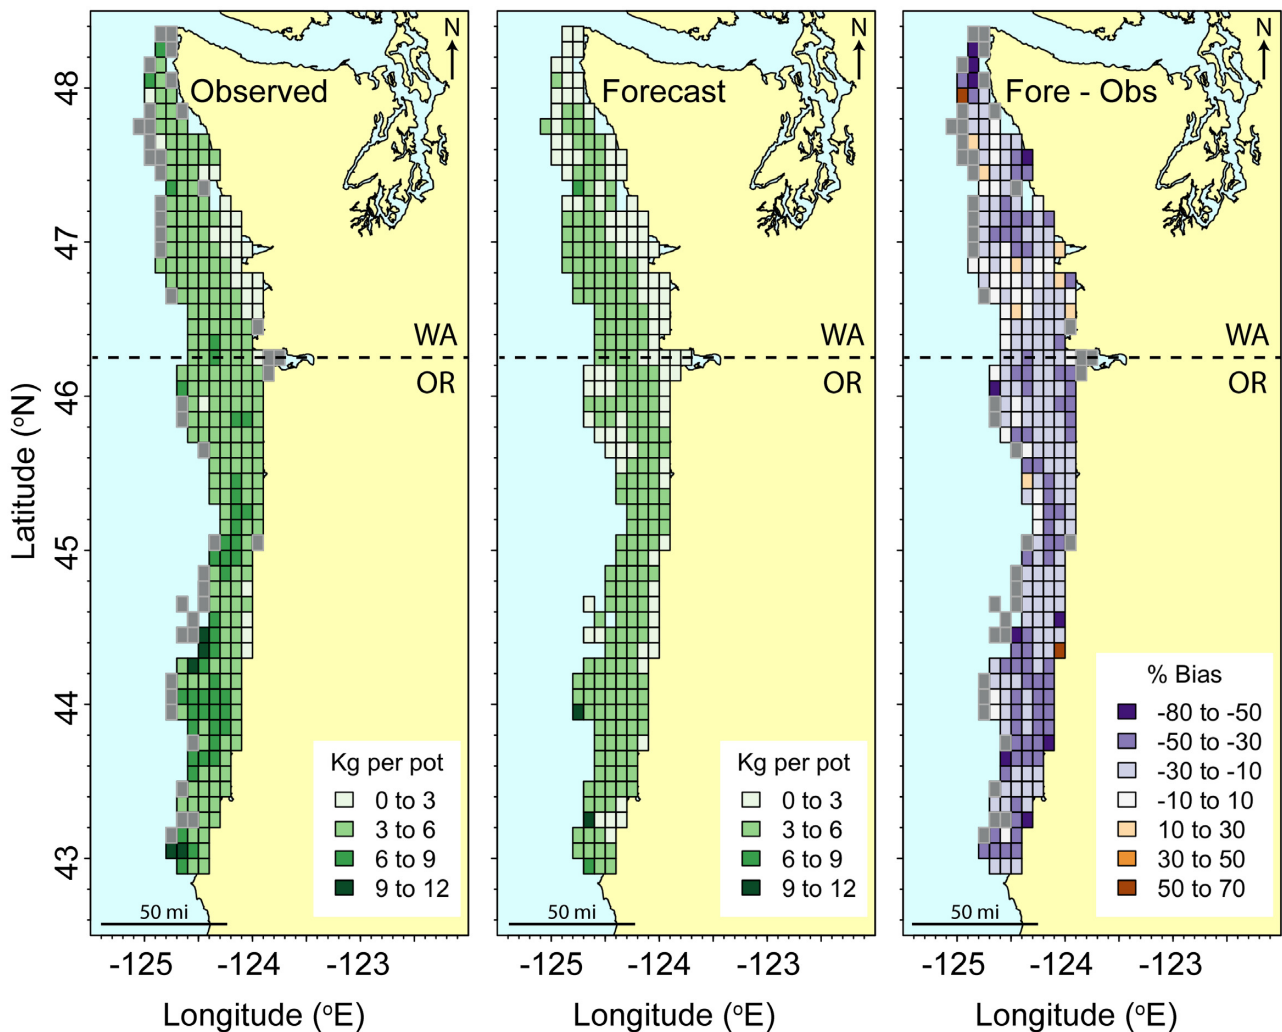 Observed
N
WA
OR
Kg per pot
0 to 3
3 to 6
6 to 9
9 to 12
50 mi
Forecast
N
WA
OR
Kg per pot
0 to 3
3 to 6
6 to 9
9 to 12
50 mi
Fore - Obs
N
WA
OR
% Bias
-80 to -50
-50 to -30
-30 to -10
-10 to 10
10 to 30
30 to 50
50 to 70
50 mi
Latitude (°N)
48
47
46
45
44
43
-125 -124 -123
-125 -124 -123
-125 -124 -123
Longitude (°E)
Longitude (°E)
Longitude (°E)